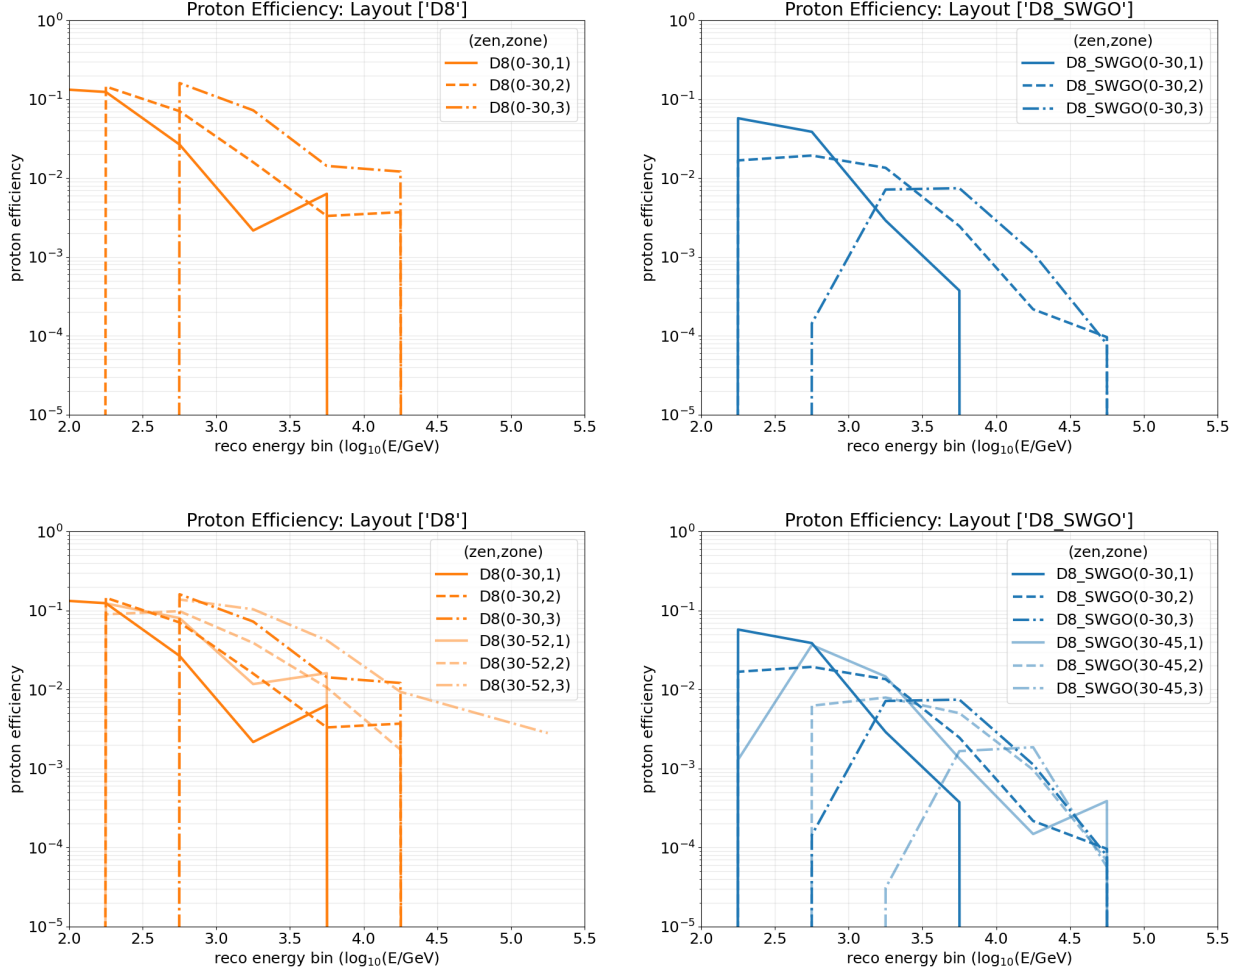 Proton Efficiency: Layout ['D8']
10⁰
10⁻¹
10⁻²
10⁻³
10⁻⁴
10⁻⁵
proton efficiency
(zen,zone)
D8(0-30,1)
D8(0-30,2)
D8(0-30,3)
2.0 2.5 3.0 3.5 4.0 4.5 5.0 5.5
reco energy bin (log₁₀(E/GeV)
Proton Efficiency: Layout ['D8_SWGO']
10⁰
10⁻¹
10⁻²
10⁻³
10⁻⁴
10⁻⁵
proton efficiency
(zen,zone)
D8_SWGO(0-30,1)
D8_SWGO(0-30,2)
D8_SWGO(0-30,3)
2.0 2.5 3.0 3.5 4.0 4.5 5.0 5.5
reco energy bin (log₁₀(E/GeV)
Proton Efficiency: Layout ['D8']
10⁰
10⁻¹
10⁻²
10⁻³
10⁻⁴
10⁻⁵
proton efficiency
(zen,zone)
D8(0-30,1)
D8(0-30,2)
D8(0-30,3)
D8(30-52,1)
D8(30-52,2)
D8(30-52,3)
2.0 2.5 3.0 3.5 4.0 4.5 5.0 5.5
reco energy bin (log₁₀(E/GeV)
Proton Efficiency: Layout ['D8_SWGO']
10⁰
10⁻¹
10⁻²
10⁻³
10⁻⁴
10⁻⁵
proton efficiency
(zen,zone)
D8_SWGO(0-30,1)
D8_SWGO(0-30,2)
D8_SWGO(0-30,3)
D8_SWGO(30-45,1)
D8_SWGO(30-45,2)
D8_SWGO(30-45,3)
2.0 2.5 3.0 3.5 4.0 4.5 5.0 5.5
reco energy bin (log₁₀(E/GeV)